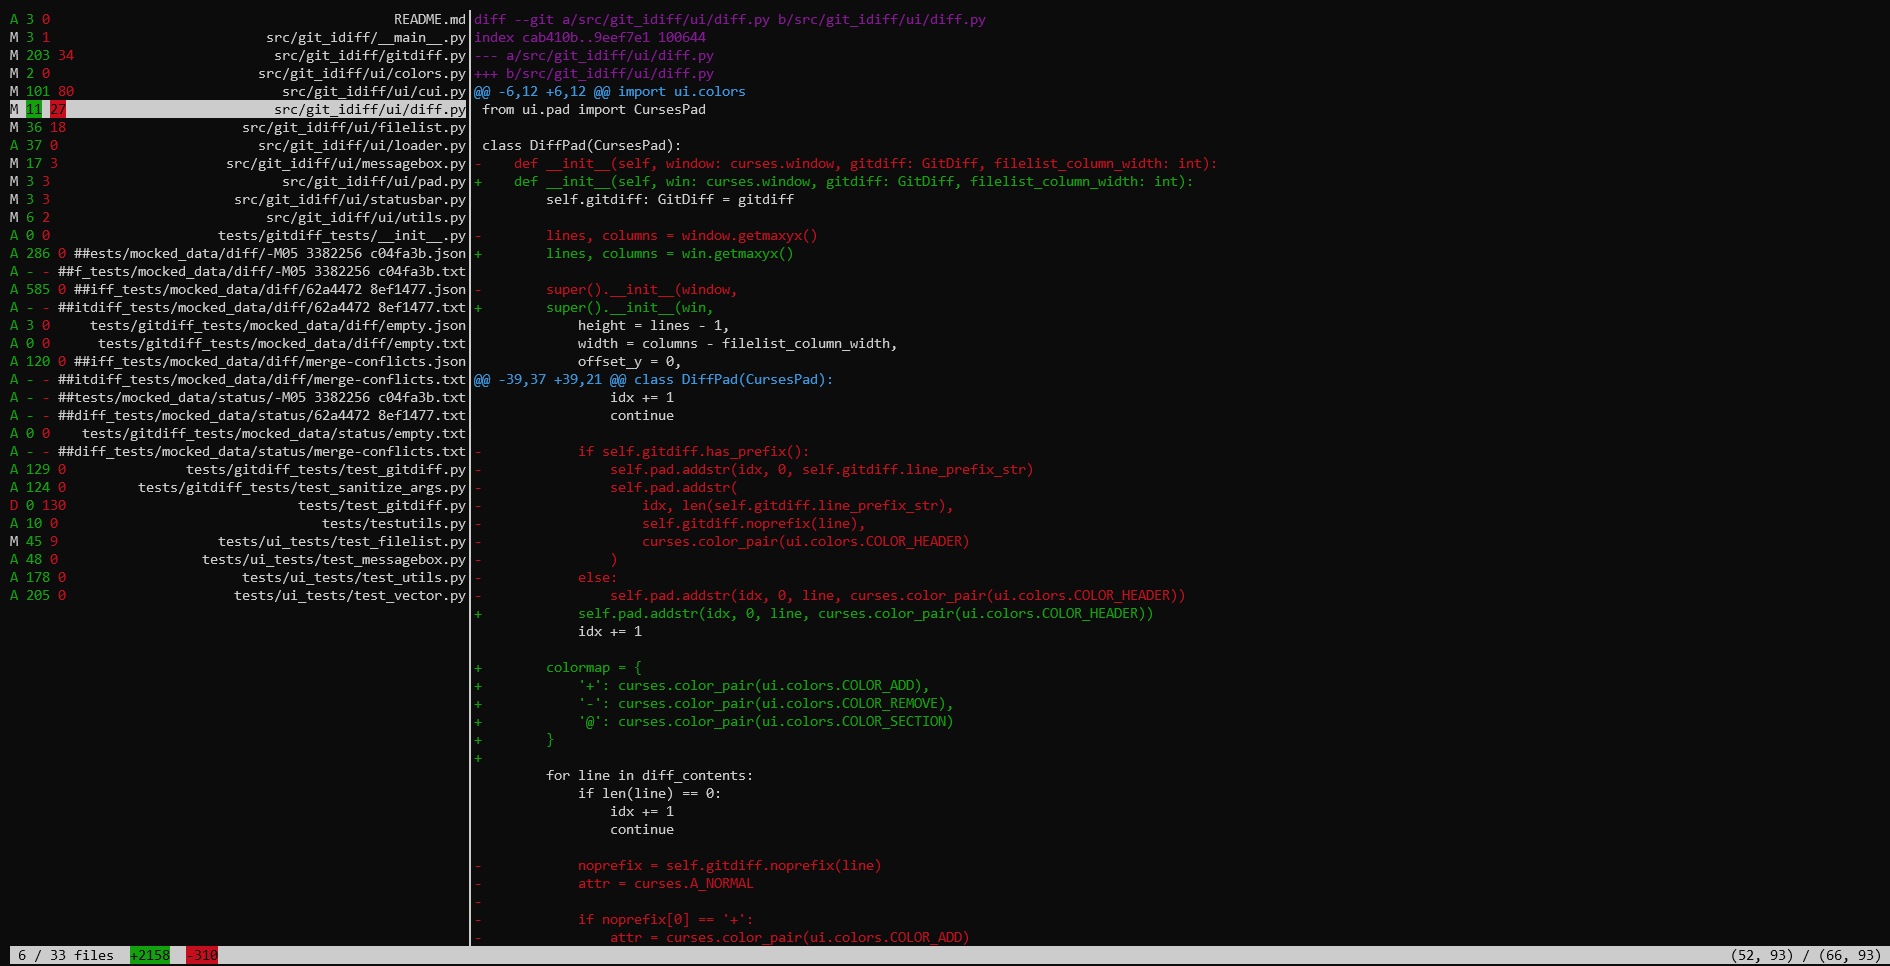 A 3 0 README.md
M 3 1 src/git_idiff/__main__.py
M 203 34 src/git_idiff/gitdiff.py
M 2 0 src/git_idiff/ui/colors.py
M 101 80 src/git_idiff/ui/cui.py
M 11 27 src/git_idiff/ui/diff.py
M 36 18 src/git_idiff/ui/filelist.py
A 37 0 src/git_idiff/ui/loader.py
M 17 3 src/git_idiff/ui/messagebox.py
M 3 3 src/git_idiff/ui/pad.py
M 3 3 src/git_idiff/ui/statusbar.py
M 6 2 src/git_idiff/ui/utils.py
A 0 0 tests/gitdiff_tests/__init__.py
A 286 0 ##ests/mocked_data/diff/-M05 3382256 c04fa3b.json
A - - ##f_tests/mocked_data/diff/-M05 3382256 c04fa3b.txt
A 585 0 ##iff_tests/mocked_data/diff/62a4472 8ef1477.json
A - - ##itdiff_tests/mocked_data/diff/62a4472 8ef1477.txt
A 3 0 tests/gitdiff_tests/mocked_data/diff/empty.json
A 0 0 tests/gitdiff_tests/mocked_data/diff/empty.txt
A 120 0 ##iff_tests/mocked_data/diff/merge-conflicts.json
A - - ##itdiff_tests/mocked_data/diff/merge-conflicts.txt
A - - ##tests/mocked_data/status/-M05 3382256 c04fa3b.txt
A - - ##diff_tests/mocked_data/status/62a4472 8ef1477.txt
A 0 0 tests/gitdiff_tests/mocked_data/status/empty.txt
A - - ##diff_tests/mocked_data/status/merge-conflicts.txt
A 129 0 tests/gitdiff_tests/test_gitdiff.py
A 124 0 tests/gitdiff_tests/test_sanitize_args.py
D 0 130 tests/test_gitdiff.py
A 10 0 tests/testutils.py
M 45 9 tests/ui_tests/test_filelist.py
A 48 0 tests/ui_tests/test_messagebox.py
A 178 0 tests/ui_tests/test_utils.py
A 205 0 tests/ui_tests/test_vector.py
diff --git a/src/git_idiff/ui/diff.py b/src/git_idiff/ui/diff.py
index cab410b..9eef7e1 100644
--- a/src/git_idiff/ui/diff.py
+++ b/src/git_idiff/ui/diff.py
@@ -6,12 +6,12 @@ import ui.colors
 from ui.pad import CursesPad

 class DiffPad(CursesPad):
-    def __init__(self, window: curses.window, gitdiff: GitDiff, filelist_column_width: int):
+    def __init__(self, win: curses.window, gitdiff: GitDiff, filelist_column_width: int):
         self.gitdiff: GitDiff = gitdiff

-        lines, columns = window.getmaxyx()
+        lines, columns = win.getmaxyx()

-        super().__init__(window,
+        super().__init__(win,
             height = lines - 1,
             width = columns - filelist_column_width,
             offset_y = 0,
@@ -39,37 +39,21 @@ class DiffPad(CursesPad):
                 idx += 1
                 continue

-            if self.gitdiff.has_prefix():
-                self.pad.addstr(idx, 0, self.gitdiff.line_prefix_str)
-                self.pad.addstr(
-                    idx, len(self.gitdiff.line_prefix_str),
-                    self.gitdiff.noprefix(line),
-                    curses.color_pair(ui.colors.COLOR_HEADER)
-                )
-            else:
-                self.pad.addstr(idx, 0, line, curses.color_pair(ui.colors.COLOR_HEADER))
+            self.pad.addstr(idx, 0, line, curses.color_pair(ui.colors.COLOR_HEADER))
             idx += 1

+        colormap = {
+            '+': curses.color_pair(ui.colors.COLOR_ADD),
+            '-': curses.color_pair(ui.colors.COLOR_REMOVE),
+            '@': curses.color_pair(ui.colors.COLOR_SECTION)
+        }
+
         for line in diff_contents:
             if len(line) == 0:
                 idx += 1
                 continue

-            noprefix = self.gitdiff.noprefix(line)
-            attr = curses.A_NORMAL
-
-            if noprefix[0] == '+':
-                attr = curses.color_pair(ui.colors.COLOR_ADD)
6 / 33 files +2158 -310 (52, 93) / (66, 93)